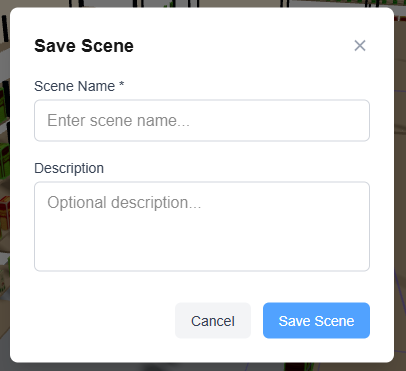 Save Scene
Scene Name *
Enter scene name...
Description
Optional description...
Cancel
Save Scene